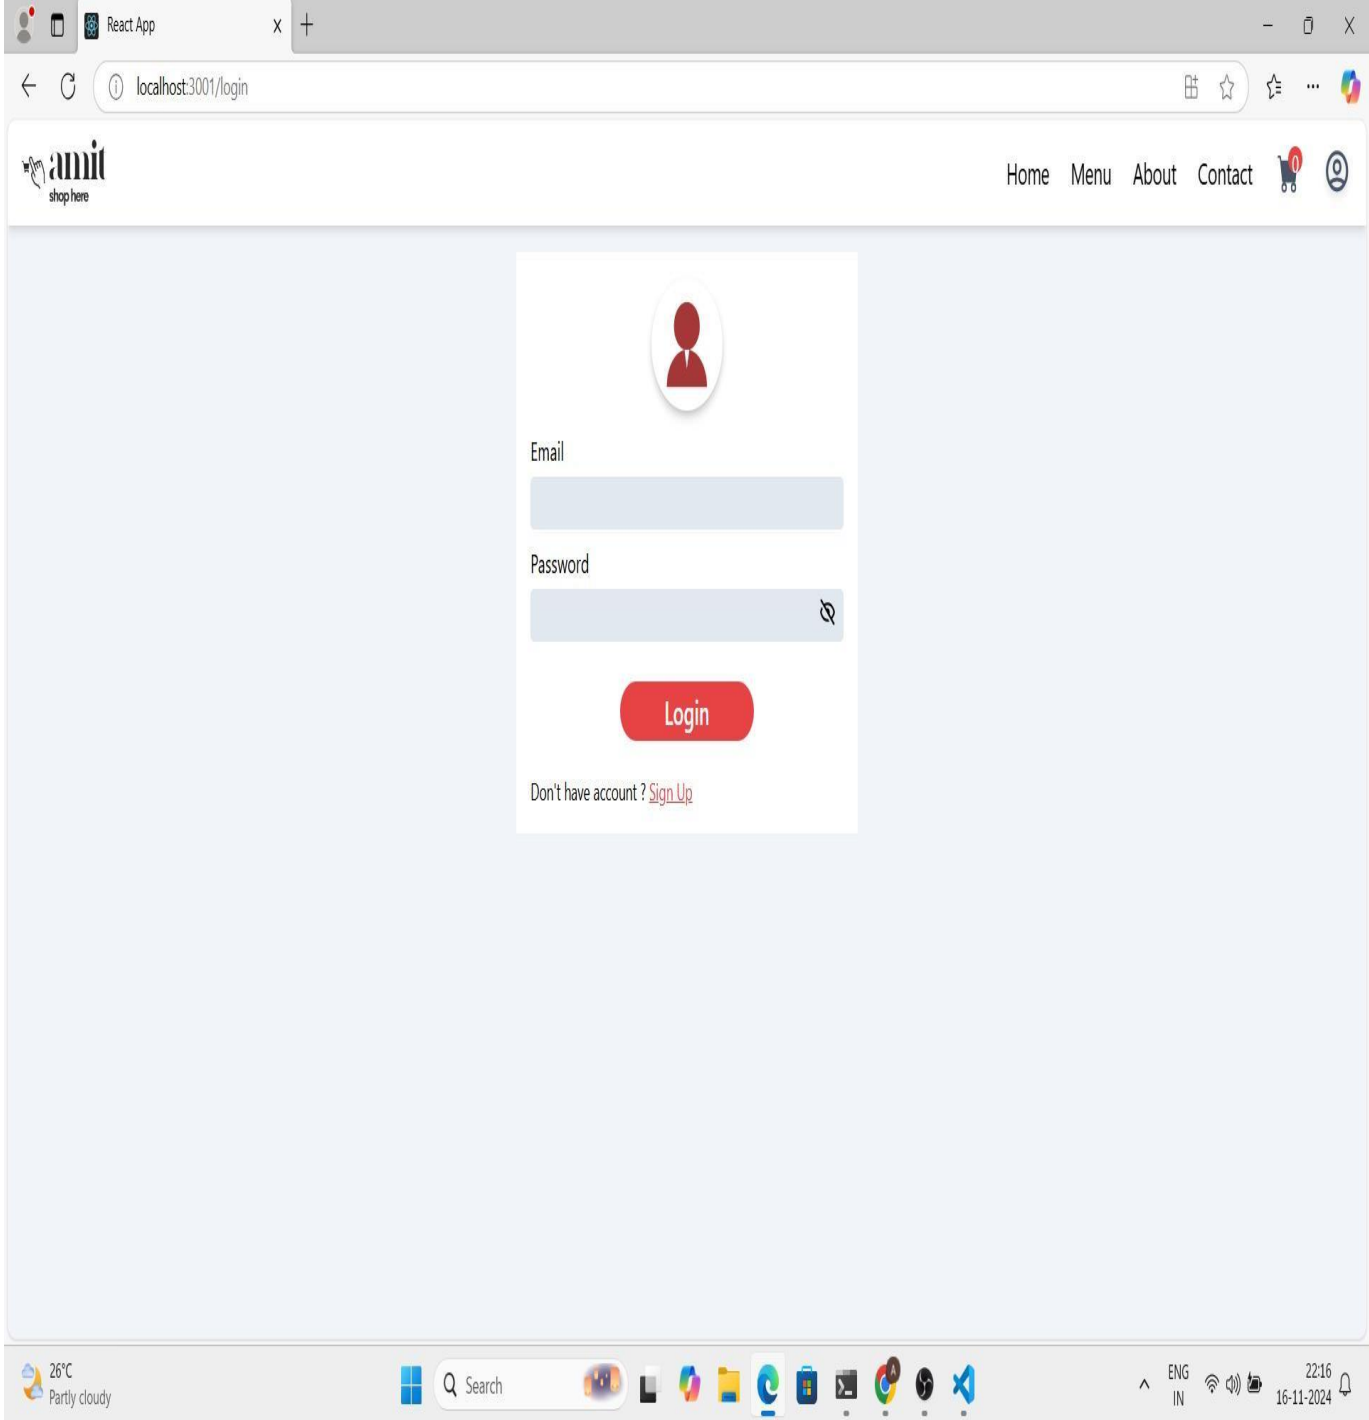 React App
localhost:3001/login
amit
shop here
Home Menu About Contact 0
Email
Password
Login
Don't have account ? Sign Up
26°C
Partly cloudy
Search
A
ENG
IN
22:16
16-11-2024